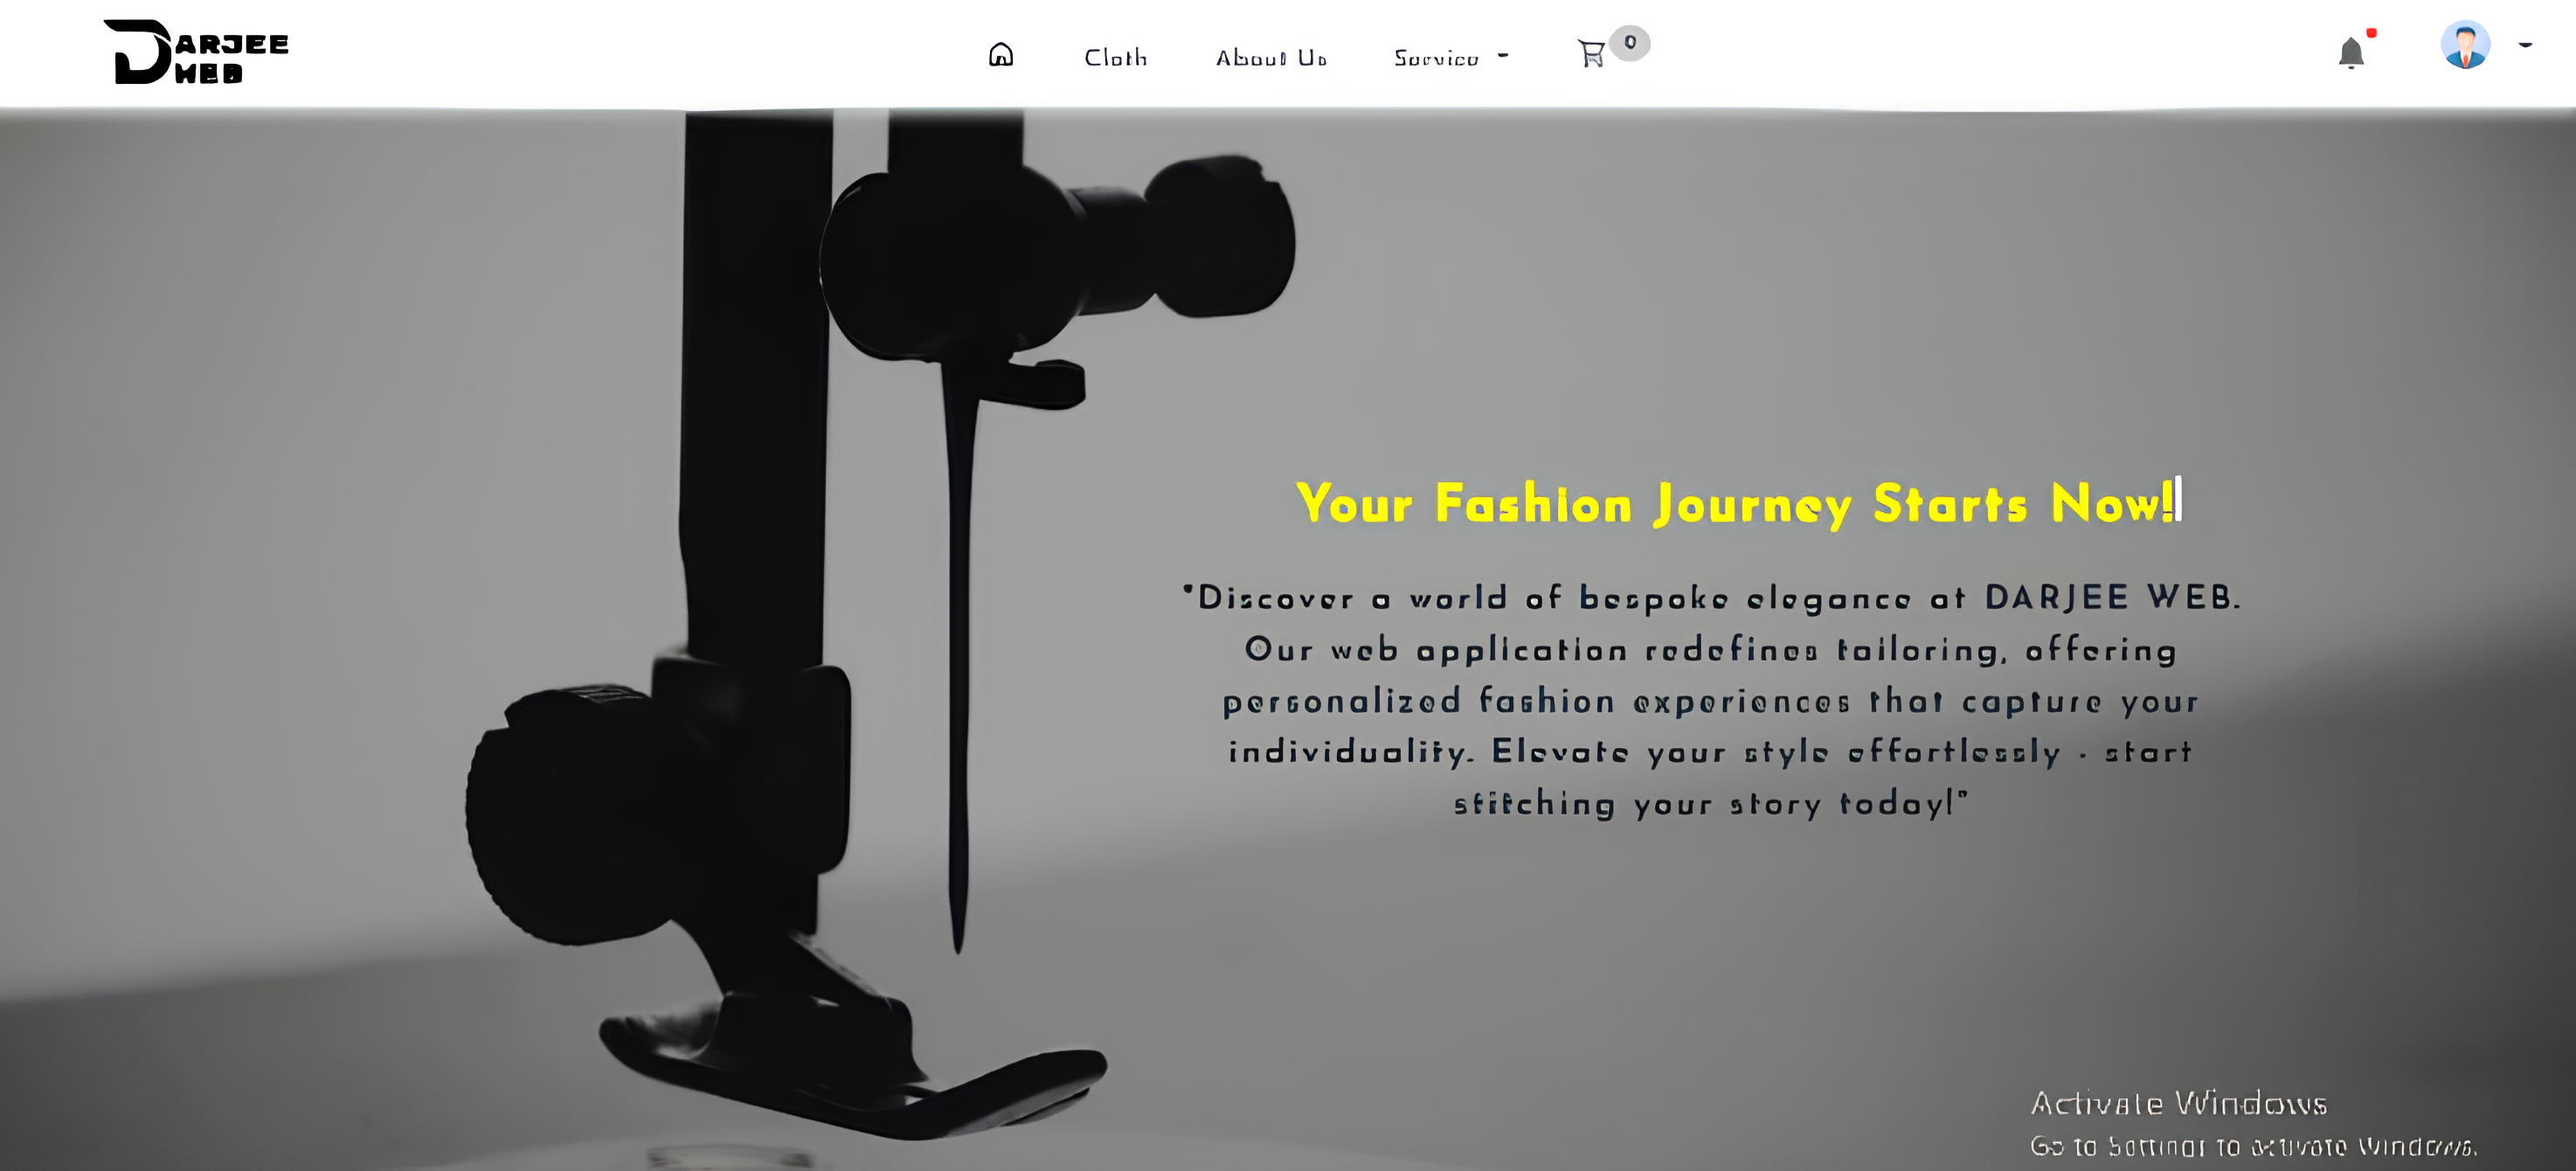 DARJEE
WEB
Cloth
About Us
Service
0
Your Fashion Journey Starts Now!
"Discover a world of bespoke elegance at DARJEE WEB.
Our web application redefines tailoring, offering
personalized fashion experiences that capture your
individuality. Elevate your style effortlessly - start
stitching your story today!"
Activate Windows
Go to Settings to activate Windows.